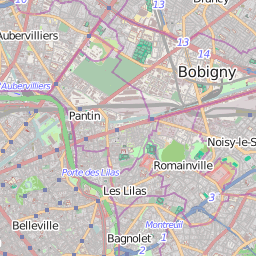 Drancy
Aubervilliers
13
14
Bobigny
d'Aubervilliers
Pantin
Noisy-le-S
Romainville
Porte des Lilas
Les Lilas
3
Belleville
Montreuil
1
Bagnolet
2